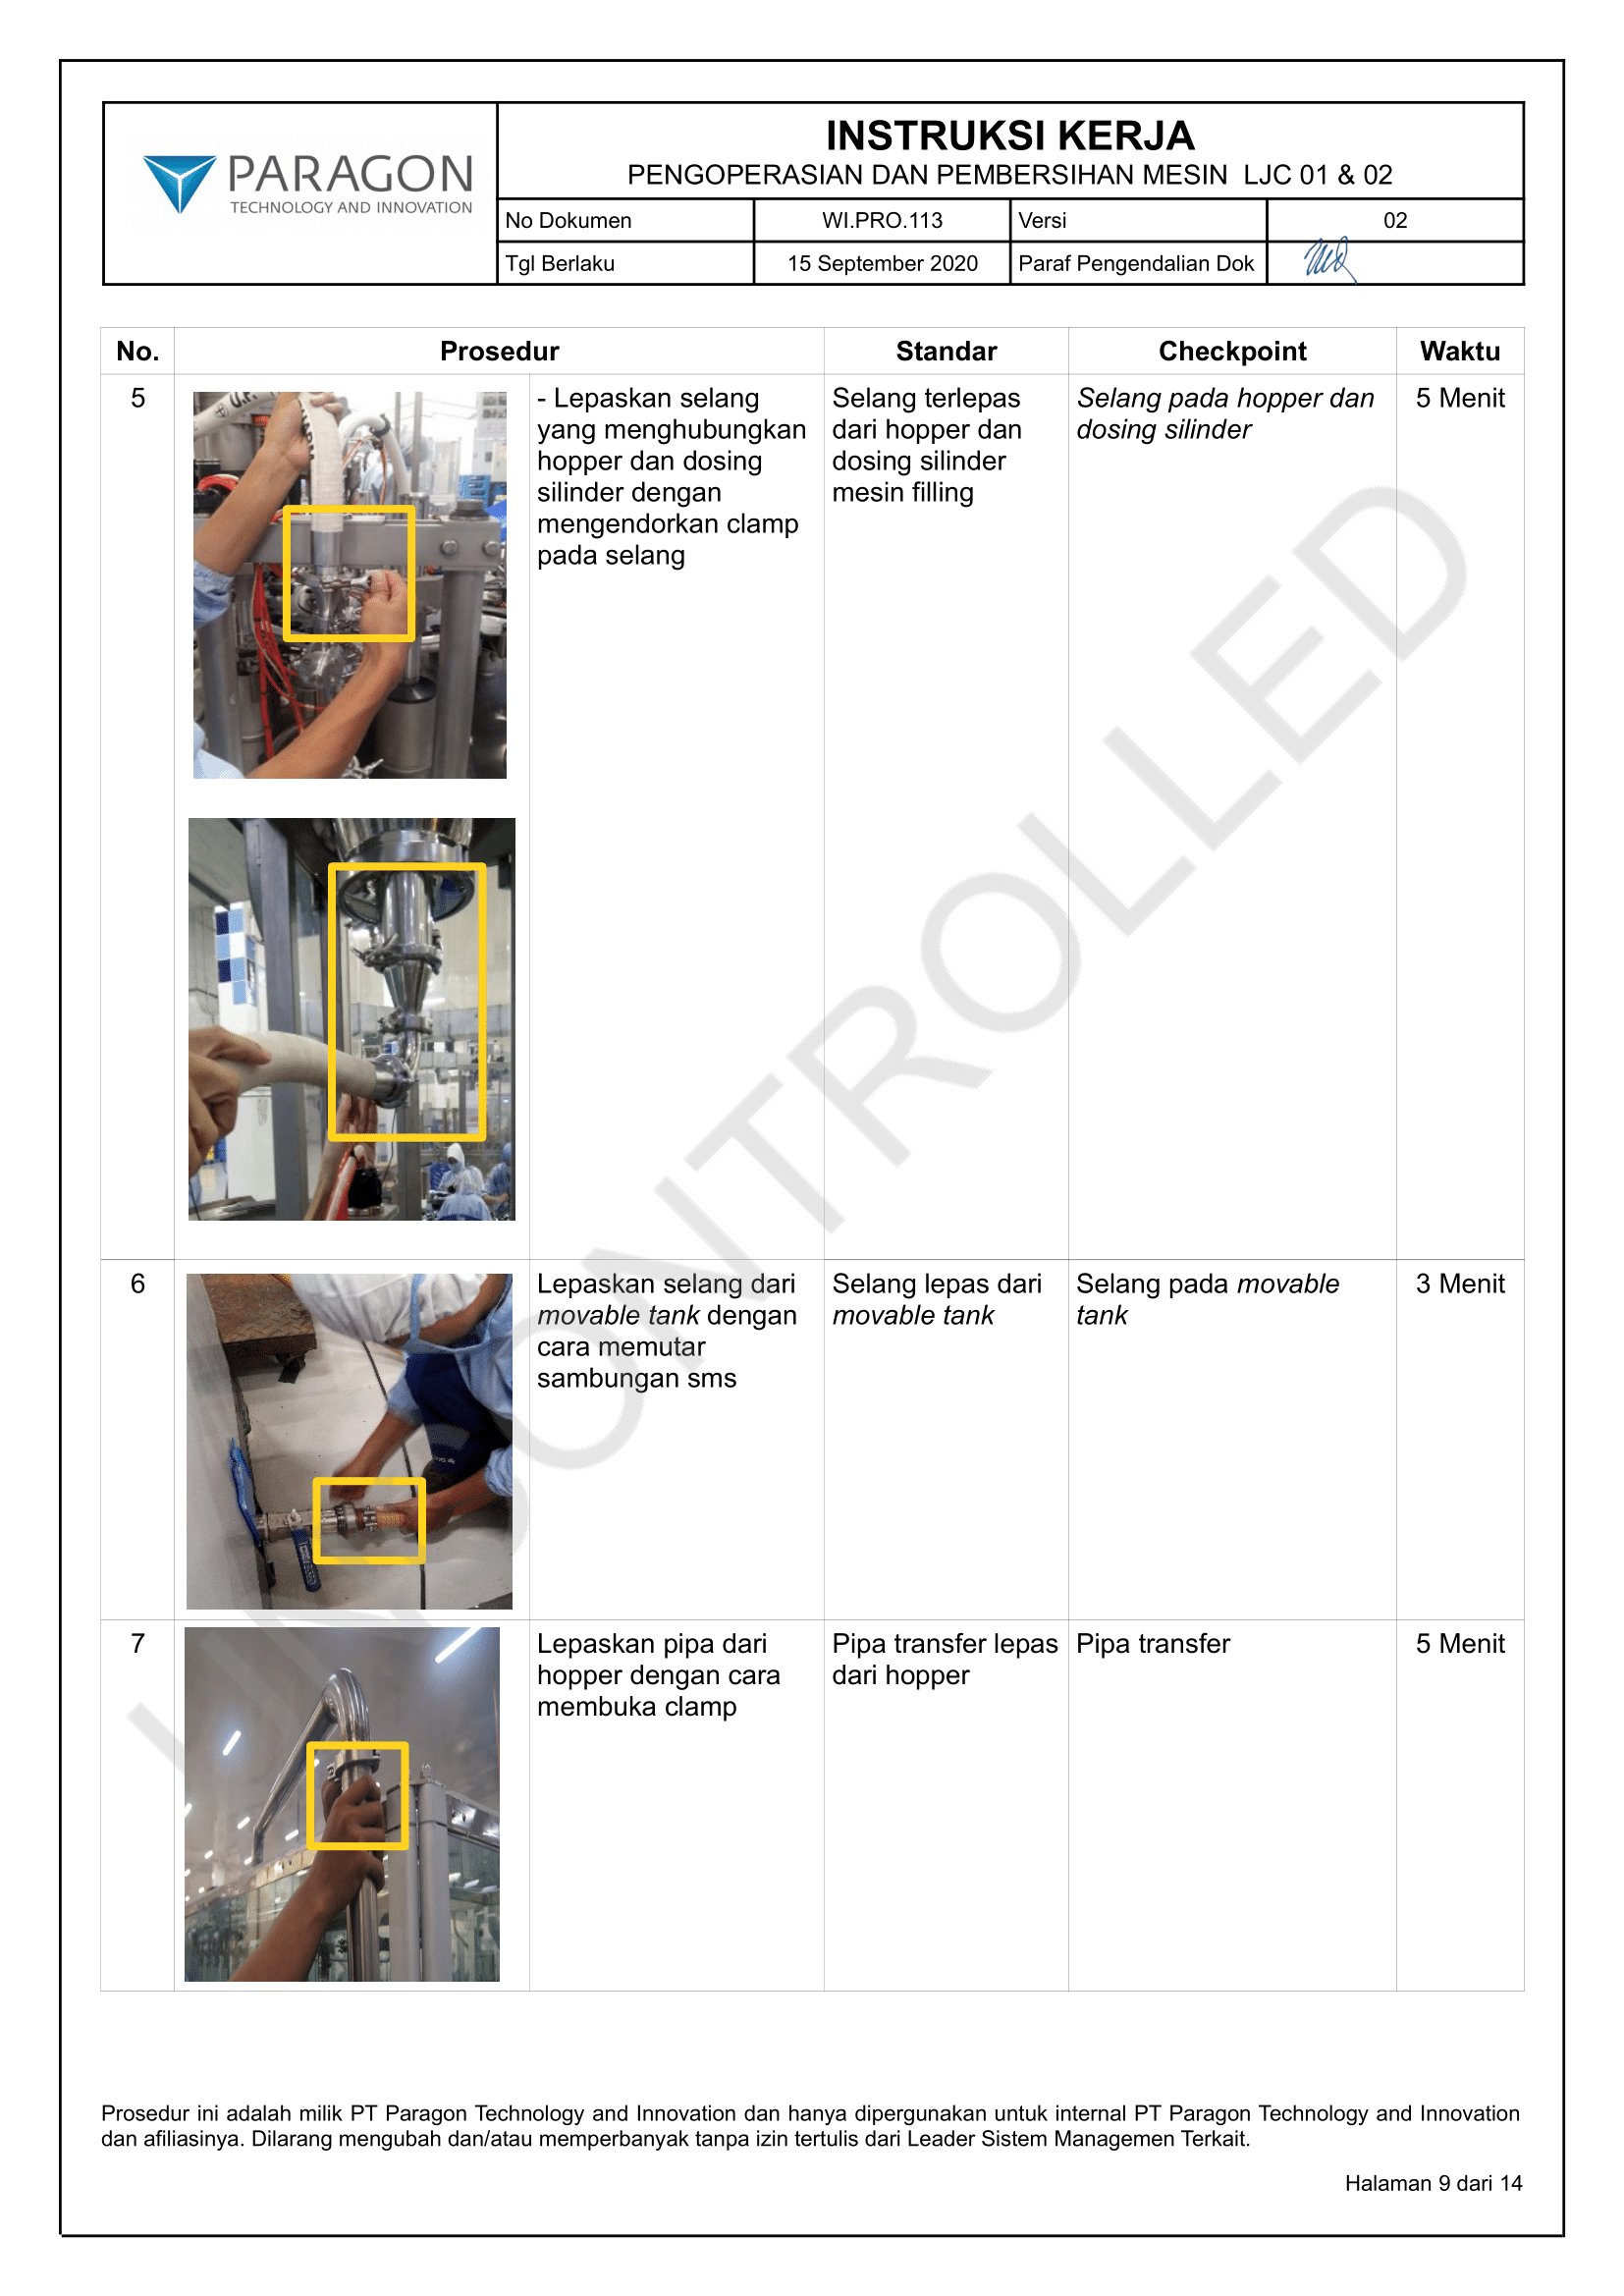 PARAGON
TECHNOLOGY AND INNOVATION
INSTRUKSI KERJA
PENGOPERASIAN DAN PEMBERSIHAN MESIN LJC 01 & 02
No Dokumen WI.PRO.113 Versi 02
Tgl Berlaku 15 September 2020 Paraf Pengendalian Dok
No. Prosedur Standar Checkpoint Waktu
5
- Lepaskan selang
yang menghubungkan
hopper dan dosing
silinder dengan
mengendorkan clamp
pada selang
Selang terlepas
dari hopper dan
dosing silinder
mesin filling
Selang pada hopper dan
dosing silinder
5 Menit
6
Lepaskan selang dari
movable tank dengan
cara memutar
sambungan sms
Selang lepas dari
movable tank
Selang pada movable
tank
3 Menit
7
Lepaskan pipa dari
hopper dengan cara
membuka clamp
Pipa transfer lepas
dari hopper
Pipa transfer
5 Menit
UNCONTROLLED
Prosedur ini adalah milik PT Paragon Technology and Innovation dan hanya dipergunakan untuk internal PT Paragon Technology and Innovation
dan afiliasinya. Dilarang mengubah dan/atau memperbanyak tanpa izin tertulis dari Leader Sistem Managemen Terkait.
Halaman 9 dari 14